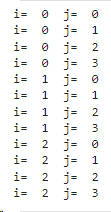 i= 0 j= 0
i= 0 j= 1
i= 0 j= 2
i= 0 j= 3
i= 1 j= 0
i= 1 j= 1
i= 1 j= 2
i= 1 j= 3
i= 2 j= 0
i= 2 j= 1
i= 2 j= 2
i= 2 j= 3